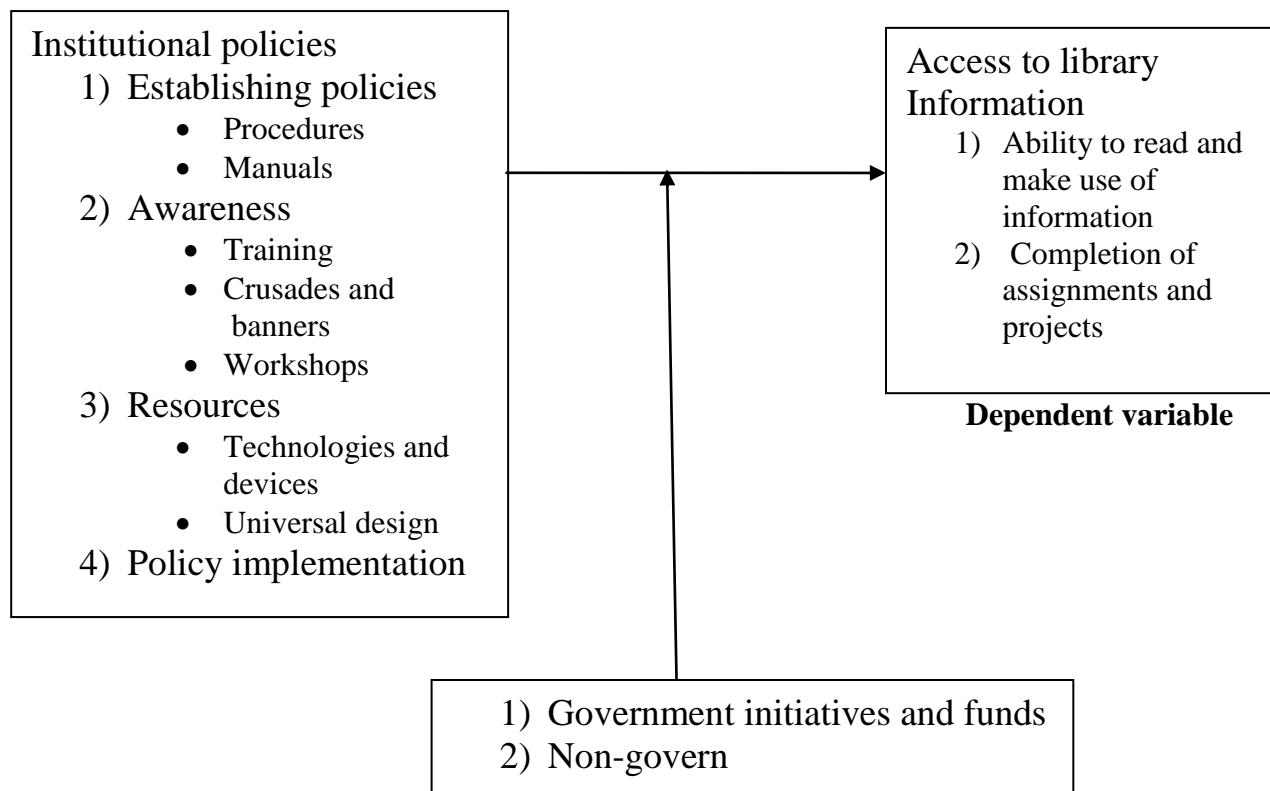 Institutional policies
1) Establishing policies
• Procedures
• Manuals
2) Awareness
• Training
• Crusades and
banners
• Workshops
3) Resources
• Technologies and
devices
• Universal design
4) Policy implementation
Access to library
Information
1) Ability to read and
make use of
information
2) Completion of
assignments and
projects
Dependent variable
1) Government initiatives and funds
2) Non-govern